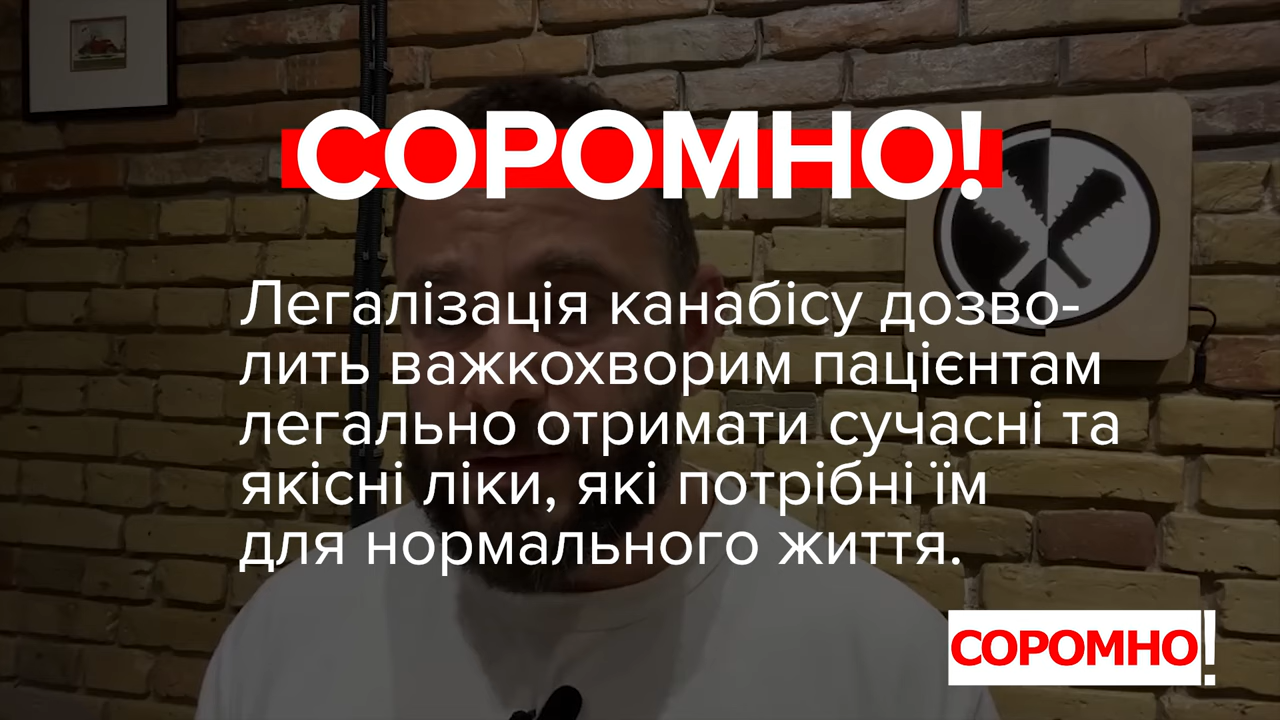 СОРОМНО!
Легалізація канабісу дозво-
лить важкохворим пацієнтам
легально отримати сучасні та
якісні ліки, які потрібні їм
для нормального життя.
СОРОМНО!